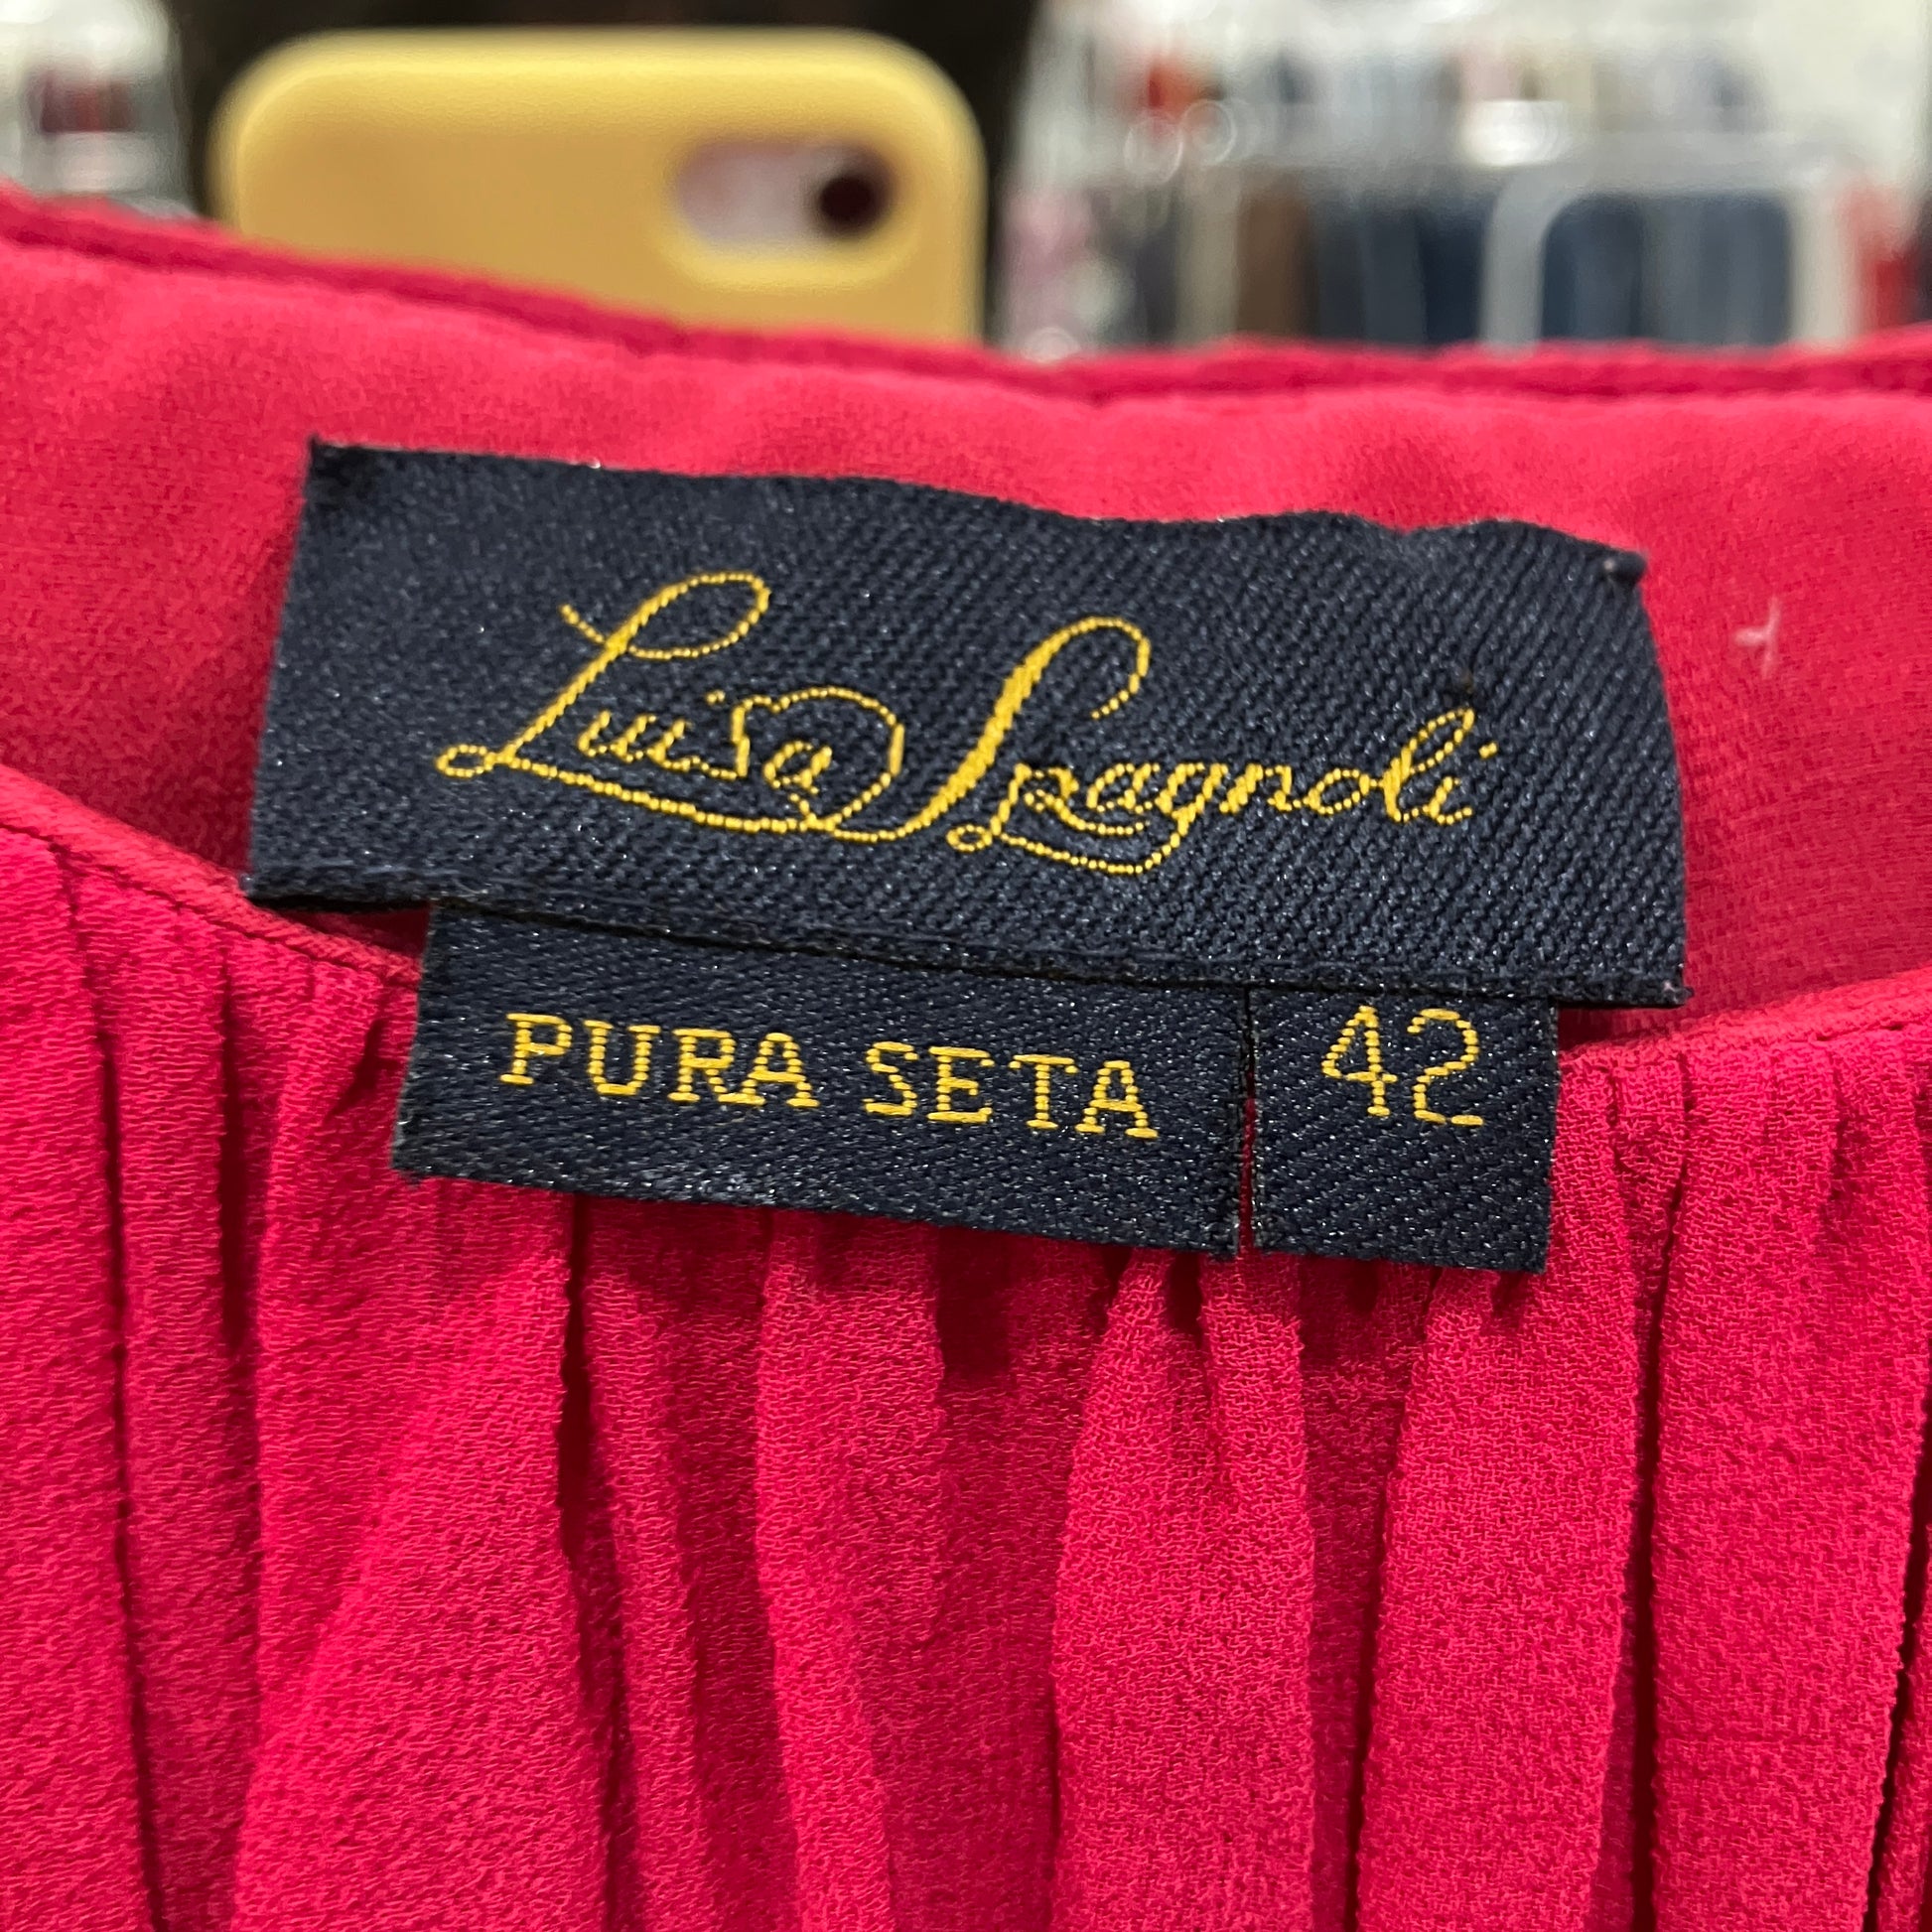 Luisa Spagnoli
PURA SETA 42